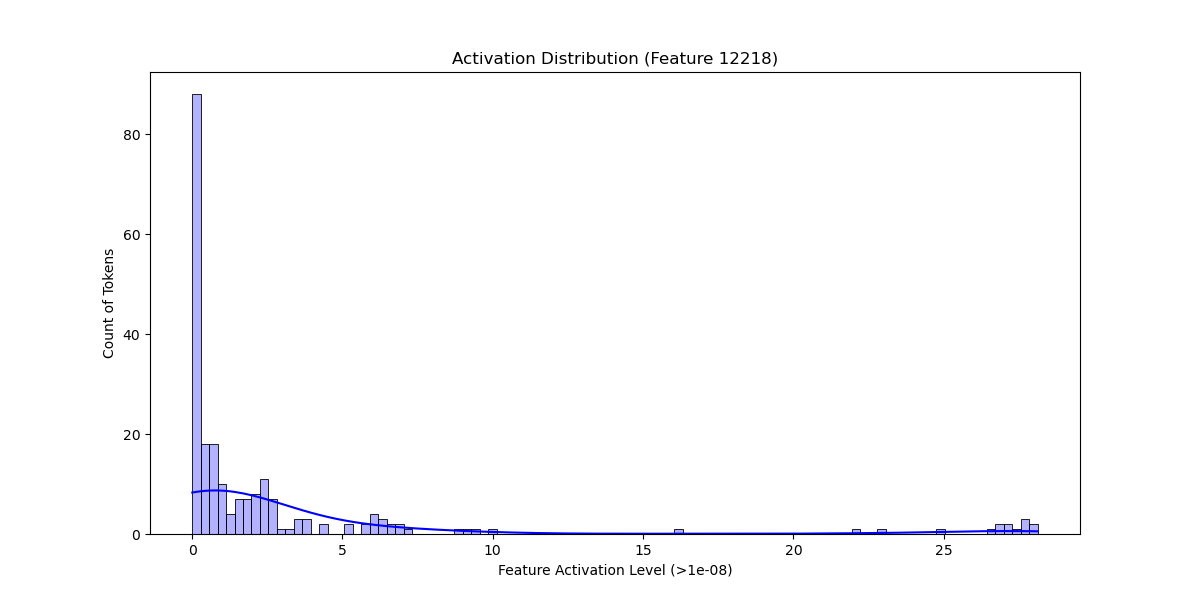 Activation Distribution (Feature 12218)
Count of Tokens
80
60
40
20
0
0 5 10 15 20 25
Feature Activation Level (>1e-08)